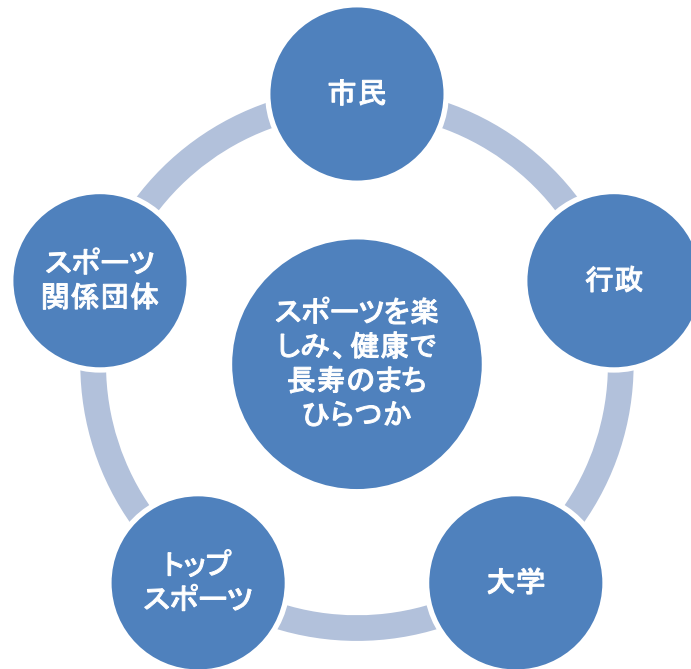 市民
行政
スポーツ
関係団体
スポーツを楽
しみ、健康で
長寿のまち
ひらつか
トップ
スポーツ
大学